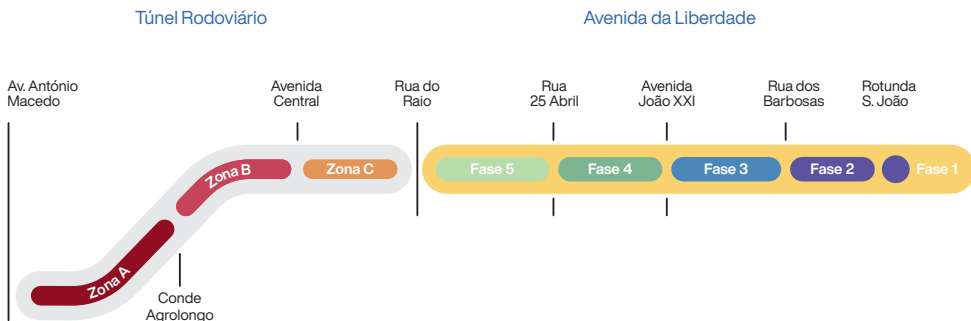 Túnel Rodoviário
Avenida da Liberdade
Av. António
Macedo
Avenida
Central
Rua do
Raio
Rua
25 Abril
Avenida
João XXI
Rua dos
Barbosas
Rotunda
S. João
Zona A
Zona B
Zona C
Fase 5
Fase 4
Fase 3
Fase 2
Fase 1
Conde
Agrolongo